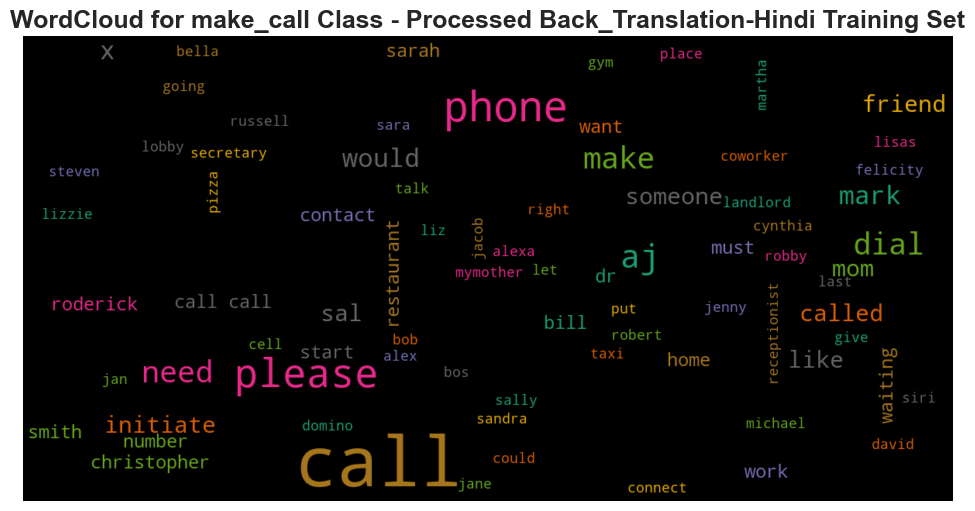 WordCloud for make_call Class - Processed Back_Translation-Hindi Training Set
x
bella
sarah
gym
place
martha
going
phone
friend
russell
sara
want
lobby
secretary
would
make
coworker
lisas
steven
pizza
talk
someone
landlord
felicity
mark
lizzie
contact
right
cynthia
restaurant
liz
jacob
alexa
aj
must
robby
dial
mymother
let
dr
mom
last
roderick
call call
sal
put
jenny
receptionist
called
bill
robert
give
cell
start
bob
alex
taxi
home
like
waiting
jan
need
please
bos
siri
sally
smith
initiate
number
domino
sandra
michael
christopher
call
could
david
work
jane
connect